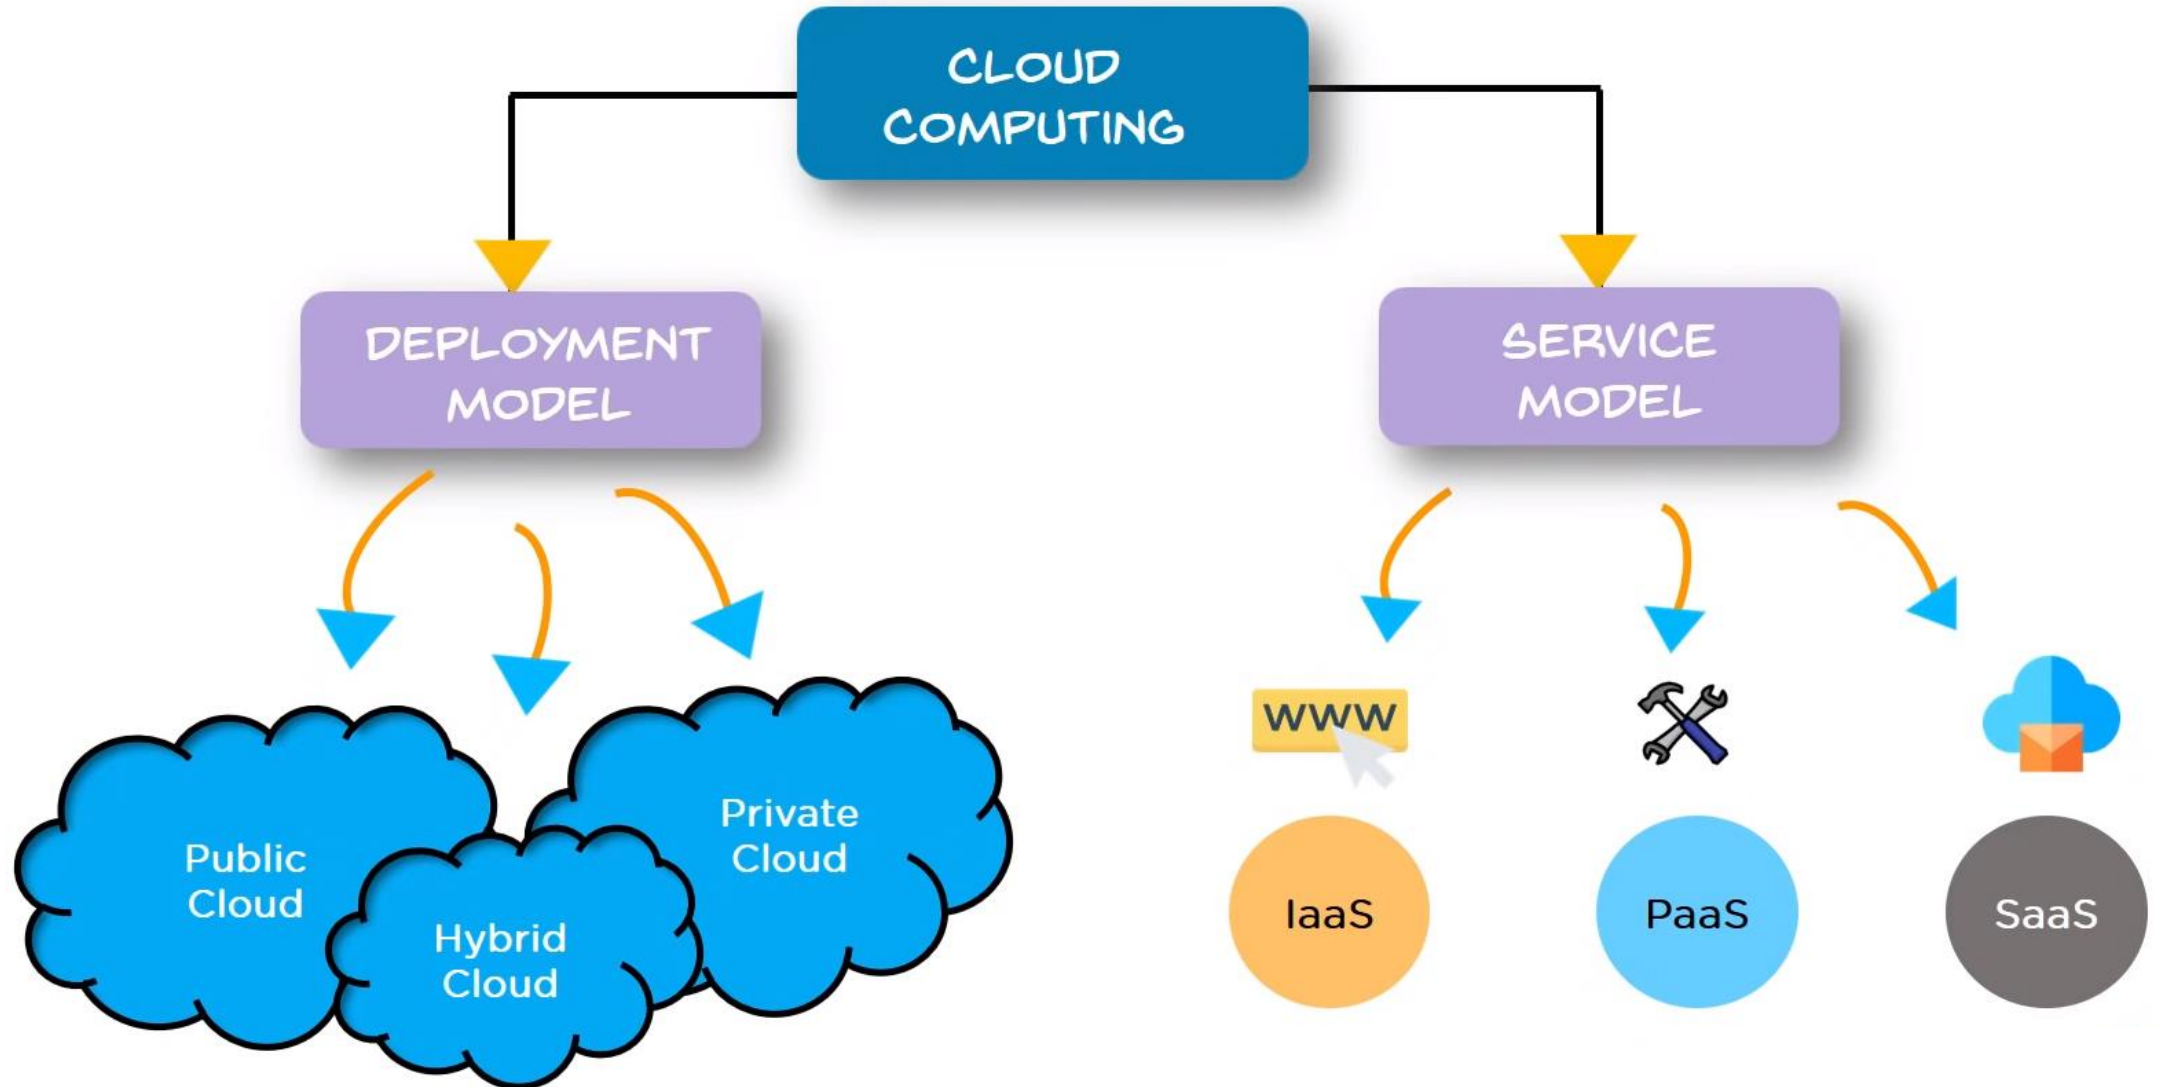 CLOUD
COMPUTING
DEPLOYMENT
MODEL
SERVICE
MODEL
Public
Cloud
Hybrid
Cloud
Private
Cloud
WWW
IaaS
PaaS
SaaS